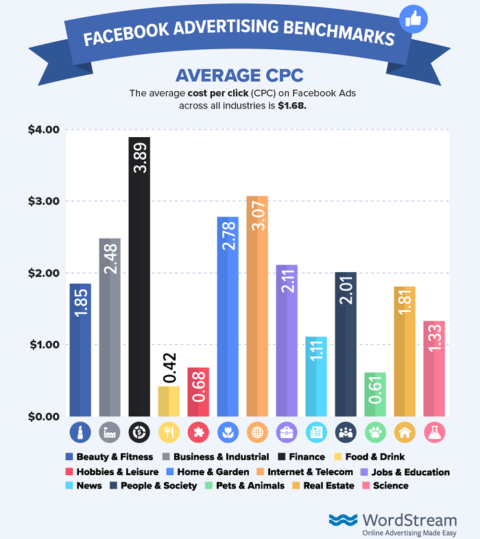 FACEBOOK ADVERTISING BENCHMARKS
AVERAGE CPC
The average cost per click (CPC) on Facebook Ads
across all industries is $1.68.
$4.00
$3.00
$2.00
$1.00
$0.00
1.85
2.48
3.89
0.42
0.68
2.78
3.07
2.11
1.11
2.01
0.61
1.81
1.33
Beauty & Fitness Business & Industrial Finance Food & Drink
Hobbies & Leisure Home & Garden Internet & Telecom Jobs & Education
News People & Society Pets & Animals Real Estate Science
WordStream
Online Advertising Made Easy